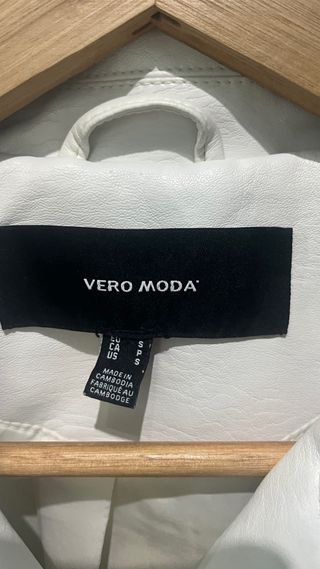 VERO MODA
EU S
CA P
US S
MADE IN
CAMBODIA
FABRIQUÉ AU
CAMBODGE